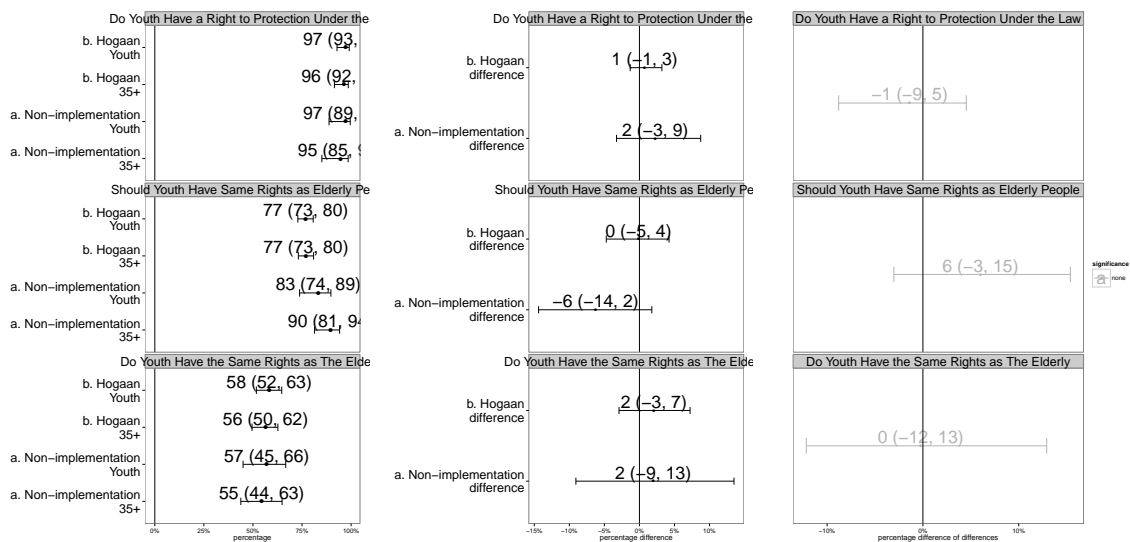 Do Youth Have a Right to Protection Under the
b. Hogaan
Youth
97 (93,
b. Hogaan
35+
96 (92,
a. Non−implementation
Youth
97 (89,
a. Non−implementation
35+
95 (85, 9
Should Youth Have Same Rights as Elderly Pe
b. Hogaan
Youth
77 (73, 80)
b. Hogaan
35+
77 (73, 80)
a. Non−implementation
Youth
83 (74, 89)
a. Non−implementation
35+
90 (81, 94
Do Youth Have the Same Rights as The Elde
b. Hogaan
Youth
58 (52, 63)
b. Hogaan
35+
56 (50, 62)
a. Non−implementation
Youth
57 (45, 66)
a. Non−implementation
35+
55 (44, 63)
0% 25% 50% 75% 100%
percentage
Do Youth Have a Right to Protection Under the
b. Hogaan
difference
1 (−1, 3)
a. Non−implementation
difference
2 (−3, 9)
Should Youth Have Same Rights as Elderly Pe
b. Hogaan
difference
0 (−5, 4)
a. Non−implementation
difference
−6 (−14, 2)
Do Youth Have the Same Rights as The Elde
b. Hogaan
difference
2 (−3, 7)
a. Non−implementation
difference
2 (−9, 13)
−15% −10% −5% 0% 5% 10%
percentage difference
Do Youth Have a Right to Protection Under the Law
−1 (−9, 5)
Should Youth Have Same Rights as Elderly People
6 (−3, 15)
Do Youth Have the Same Rights as The Elderly
0 (−12, 13)
−10% 0% 10%
percentage difference of differences
significance
a none